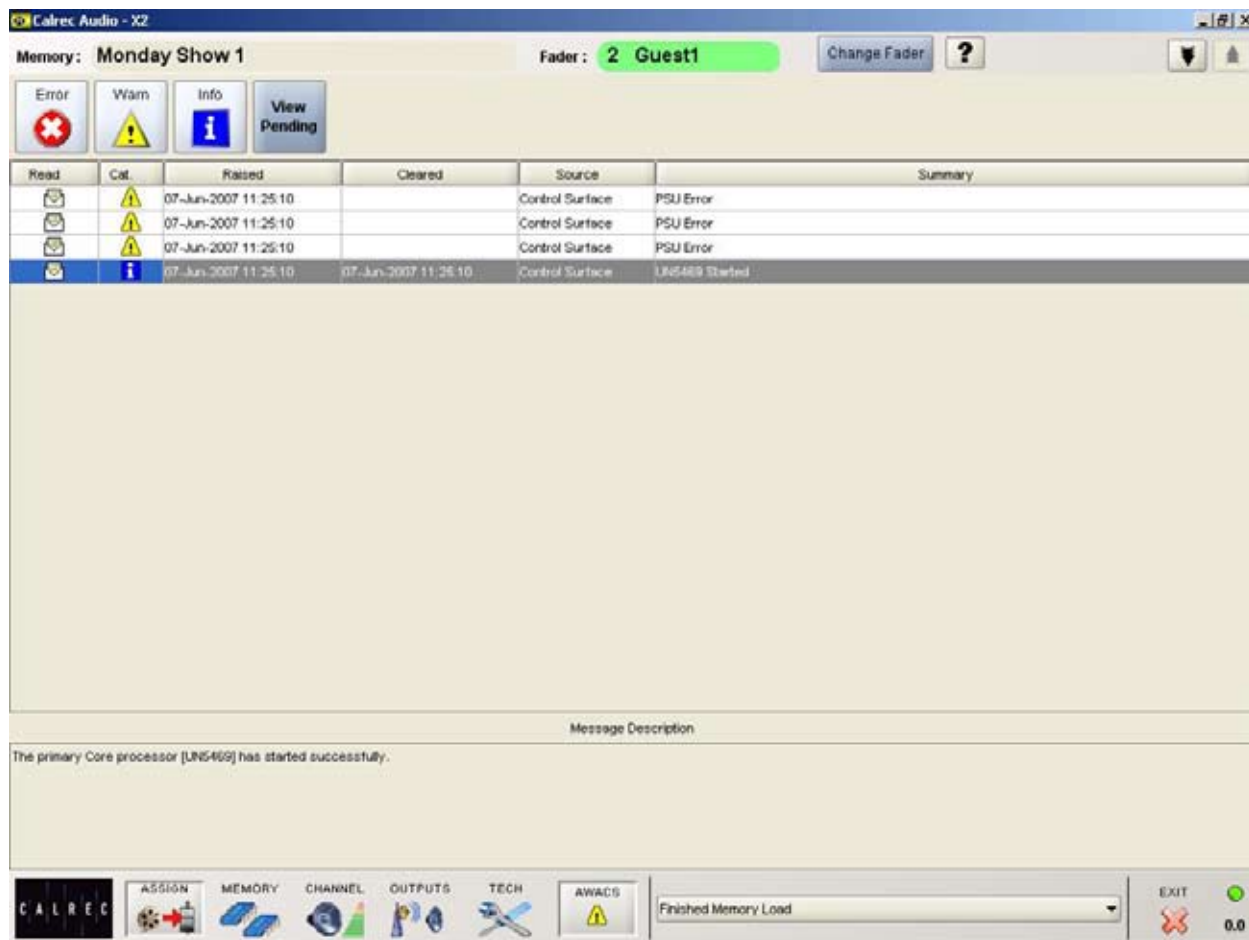 Calrec Audio - X2
Memory: Monday Show 1 Fader: 2 Guest1 Change Fader ?
Error Warn Info View Pending
Read Cat. Raised Cleared Source Summary
07-Jun-2007 11:25:10 Control Surface PSU Error
07-Jun-2007 11:25:10 Control Surface PSU Error
07-Jun-2007 11:25:10 Control Surface PSU Error
i 07-Jun-2007 11:25:10 07-Jun-2007 11:25:10 Control Surface UN5469 Started
Message Description
The primary Core processor [UN5469] has started successfully.
CALREC ASSIGN MEMORY CHANNEL OUTPUTS TECH AWACS Finished Memory Load EXIT
0.0